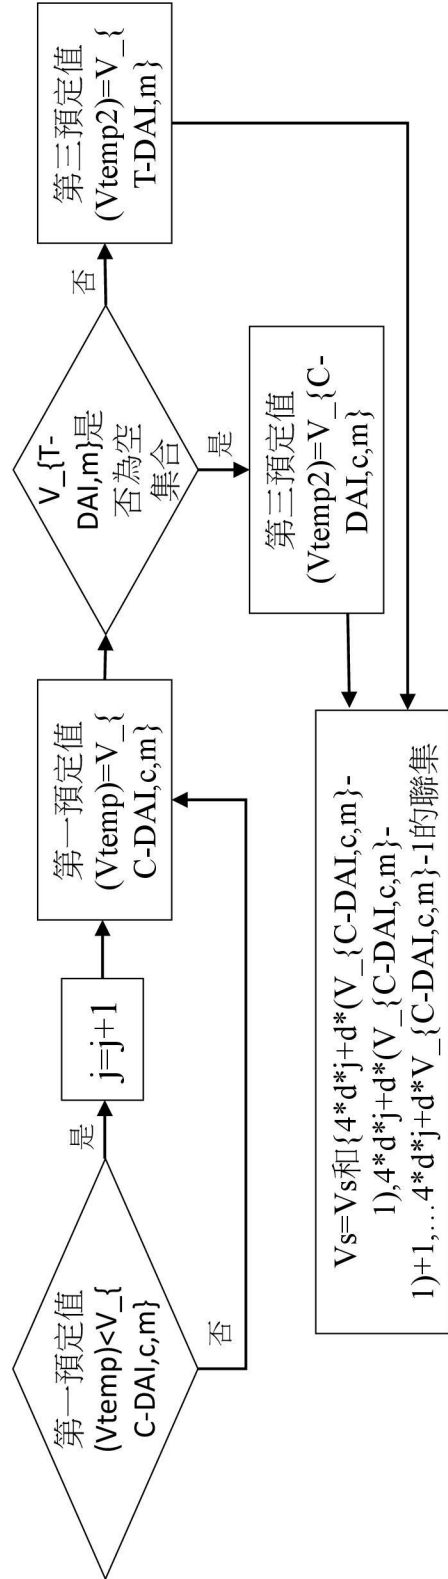 第一預定值
(Vtemp)<V_{
C-DAI,c,m}
是
否
j=j+1
第一預定值
(Vtemp)=V_{
C-DAI,c,m}
V_{T-
DAI,m}是
否為空
集合
否
是
第三預定值
(Vtemp2)=V_{
T-DAI,m}
第三預定值
(Vtemp2)=V_{C-
DAI,c,m}
Vs=Vs和{4*d*j+d*(V_{C-DAI,c,m}-
1),4*d*j+d*(V_{C-DAI,c,m}-
1)+1,…4*d*j+d*V_{C-DAI,c,m}-1的聯集